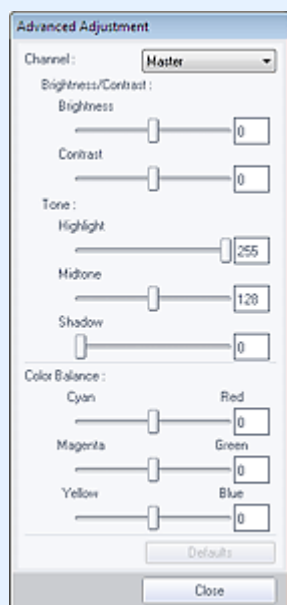 Advanced Adjustment
Channel : Master
Brightness/Contrast :
Brightness
0
Contrast
0
Tone :
Highlight
255
Midtone
128
Shadow
0
Color Balance :
Cyan Red
0
Magenta Green
0
Yellow Blue
0
Defaults
Close